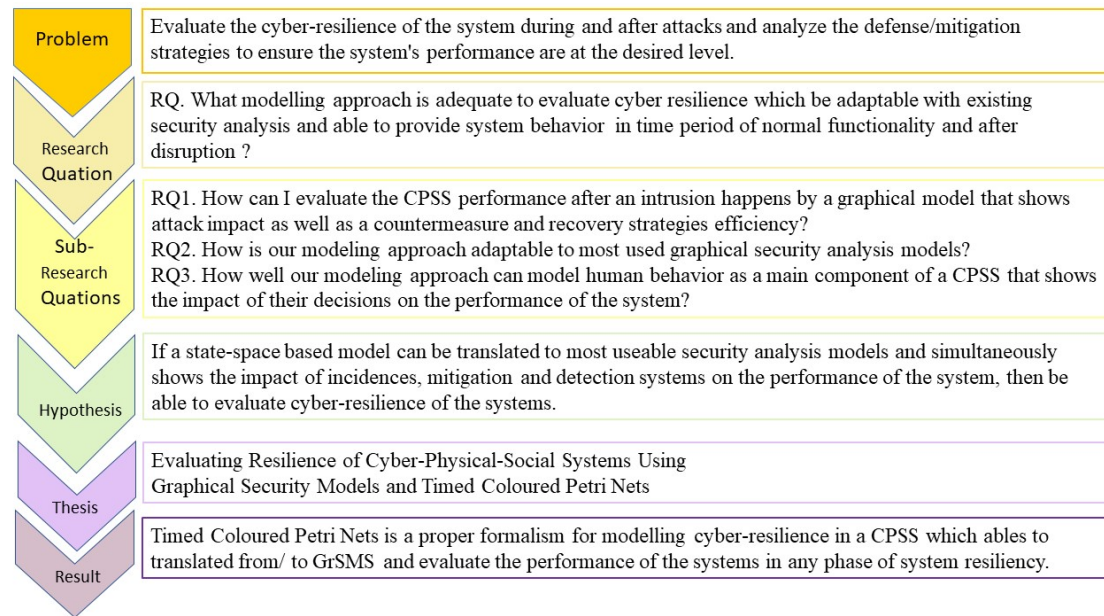 Problem
Evaluate the cyber-resilience of the system during and after attacks and analyze the defense/mitigation
strategies to ensure the system's performance are at the desired level.
Research
Quation
RQ. What modelling approach is adequate to evaluate cyber resilience which be adaptable with existing
security analysis and able to provide system behavior in time period of normal functionality and after
disruption ?
Sub-
Research
Quations
RQ1. How can I evaluate the CPSS performance after an intrusion happens by a graphical model that shows
attack impact as well as a countermeasure and recovery strategies efficiency?
RQ2. How is our modeling approach adaptable to most used graphical security analysis models?
RQ3. How well our modeling approach can model human behavior as a main component of a CPSS that shows
the impact of their decisions on the performance of the system?
Hypothesis
If a state-space based model can be translated to most useable security analysis models and simultaneously
shows the impact of incidences, mitigation and detection systems on the performance of the system, then be
able to evaluate cyber-resilience of the systems.
Thesis
Evaluating Resilience of Cyber-Physical-Social Systems Using
Graphical Security Models and Timed Coloured Petri Nets
Result
Timed Coloured Petri Nets is a proper formalism for modelling cyber-resilience in a CPSS which ables to
translated from/ to GrSMS and evaluate the performance of the systems in any phase of system resiliency.